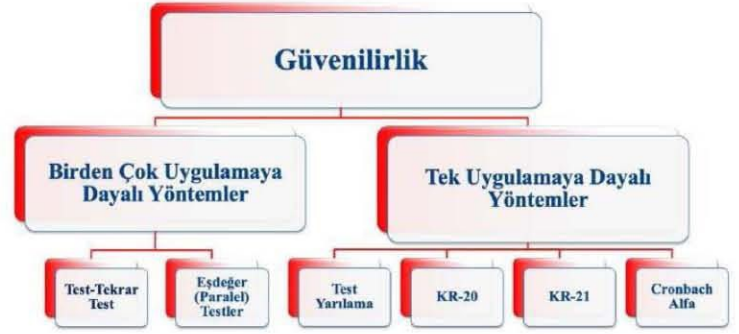 Güvenilirlik
Birden Çok Uygulamaya
Dayalı Yöntemler
Tek Uygulamaya Dayalı
Yöntemler
Test-Tekrar
Test
Eşdeğer
(Paralel)
Testler
Test
Yarılama
KR-20
KR-21
Cronbach
Alfa